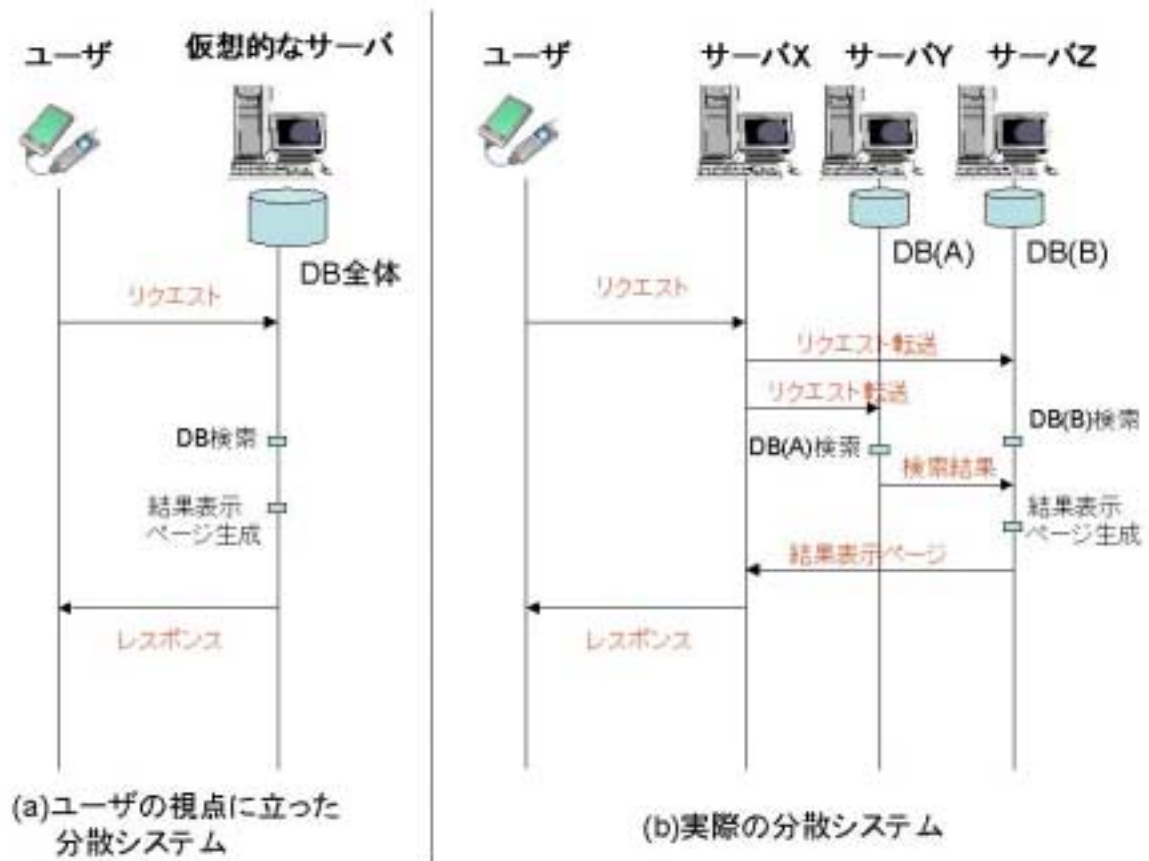 ユーザ
仮想的なサーバ
DB全体
リクエスト
DB検索
結果表示
ページ生成
レスポンス
(a)ユーザの視点に立った
分散システム
ユーザ
サーバX
サーバY
サーバZ
DB(A)
DB(B)
リクエスト
リクエスト転送
リクエスト転送
DB(B)検索
DB(A)検索
検索結果
結果表示
ページ生成
結果表示ページ
レスポンス
(b)実際の分散システム